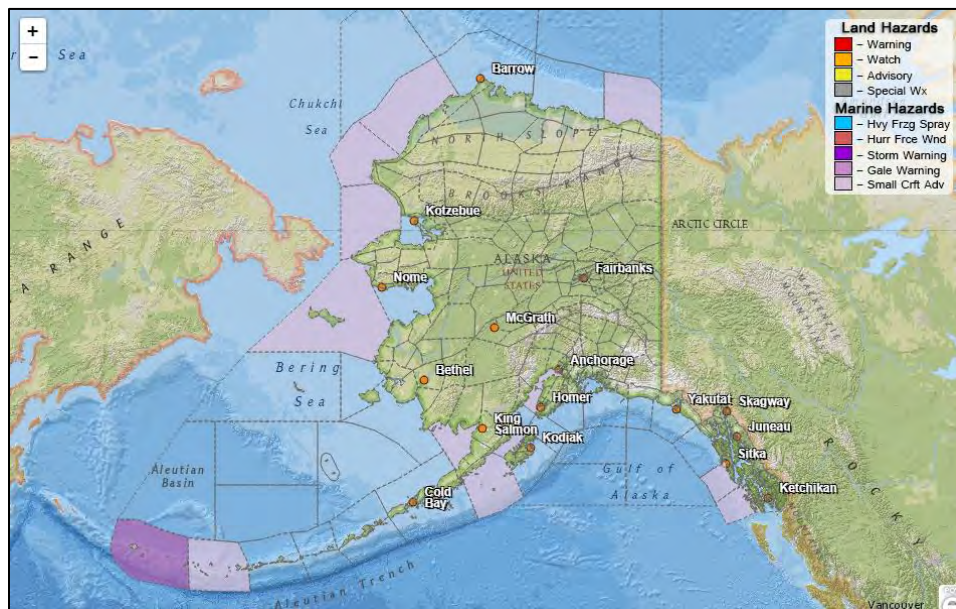 +
−
Land Hazards
– Warning
– Watch
– Advisory
– Special Wx
Marine Hazards
– Hvy Frzg Spray
– Hurr Frce Wnd
– Storm Warning
– Gale Warning
– Small Crft Adv
Sea
Chukchi
Sea
Barrow
NORTH SLOPE
BROOKS RANGE
Kotzebue
ARCTIC CIRCLE
RANGE
ALASKA
UNITED
STATES
Fairbanks
Nome
McGrath
Anchorage
Bering
Sea
Bethel
Homer
Yakutat
Skagway
King
Salmon
Kodiak
Juneau
Sitka
Aleutian
Basin
Gulf of
Alaska
Ketchikan
Cold
Bay
ROCKY
Aleutian Trench
Vancouver